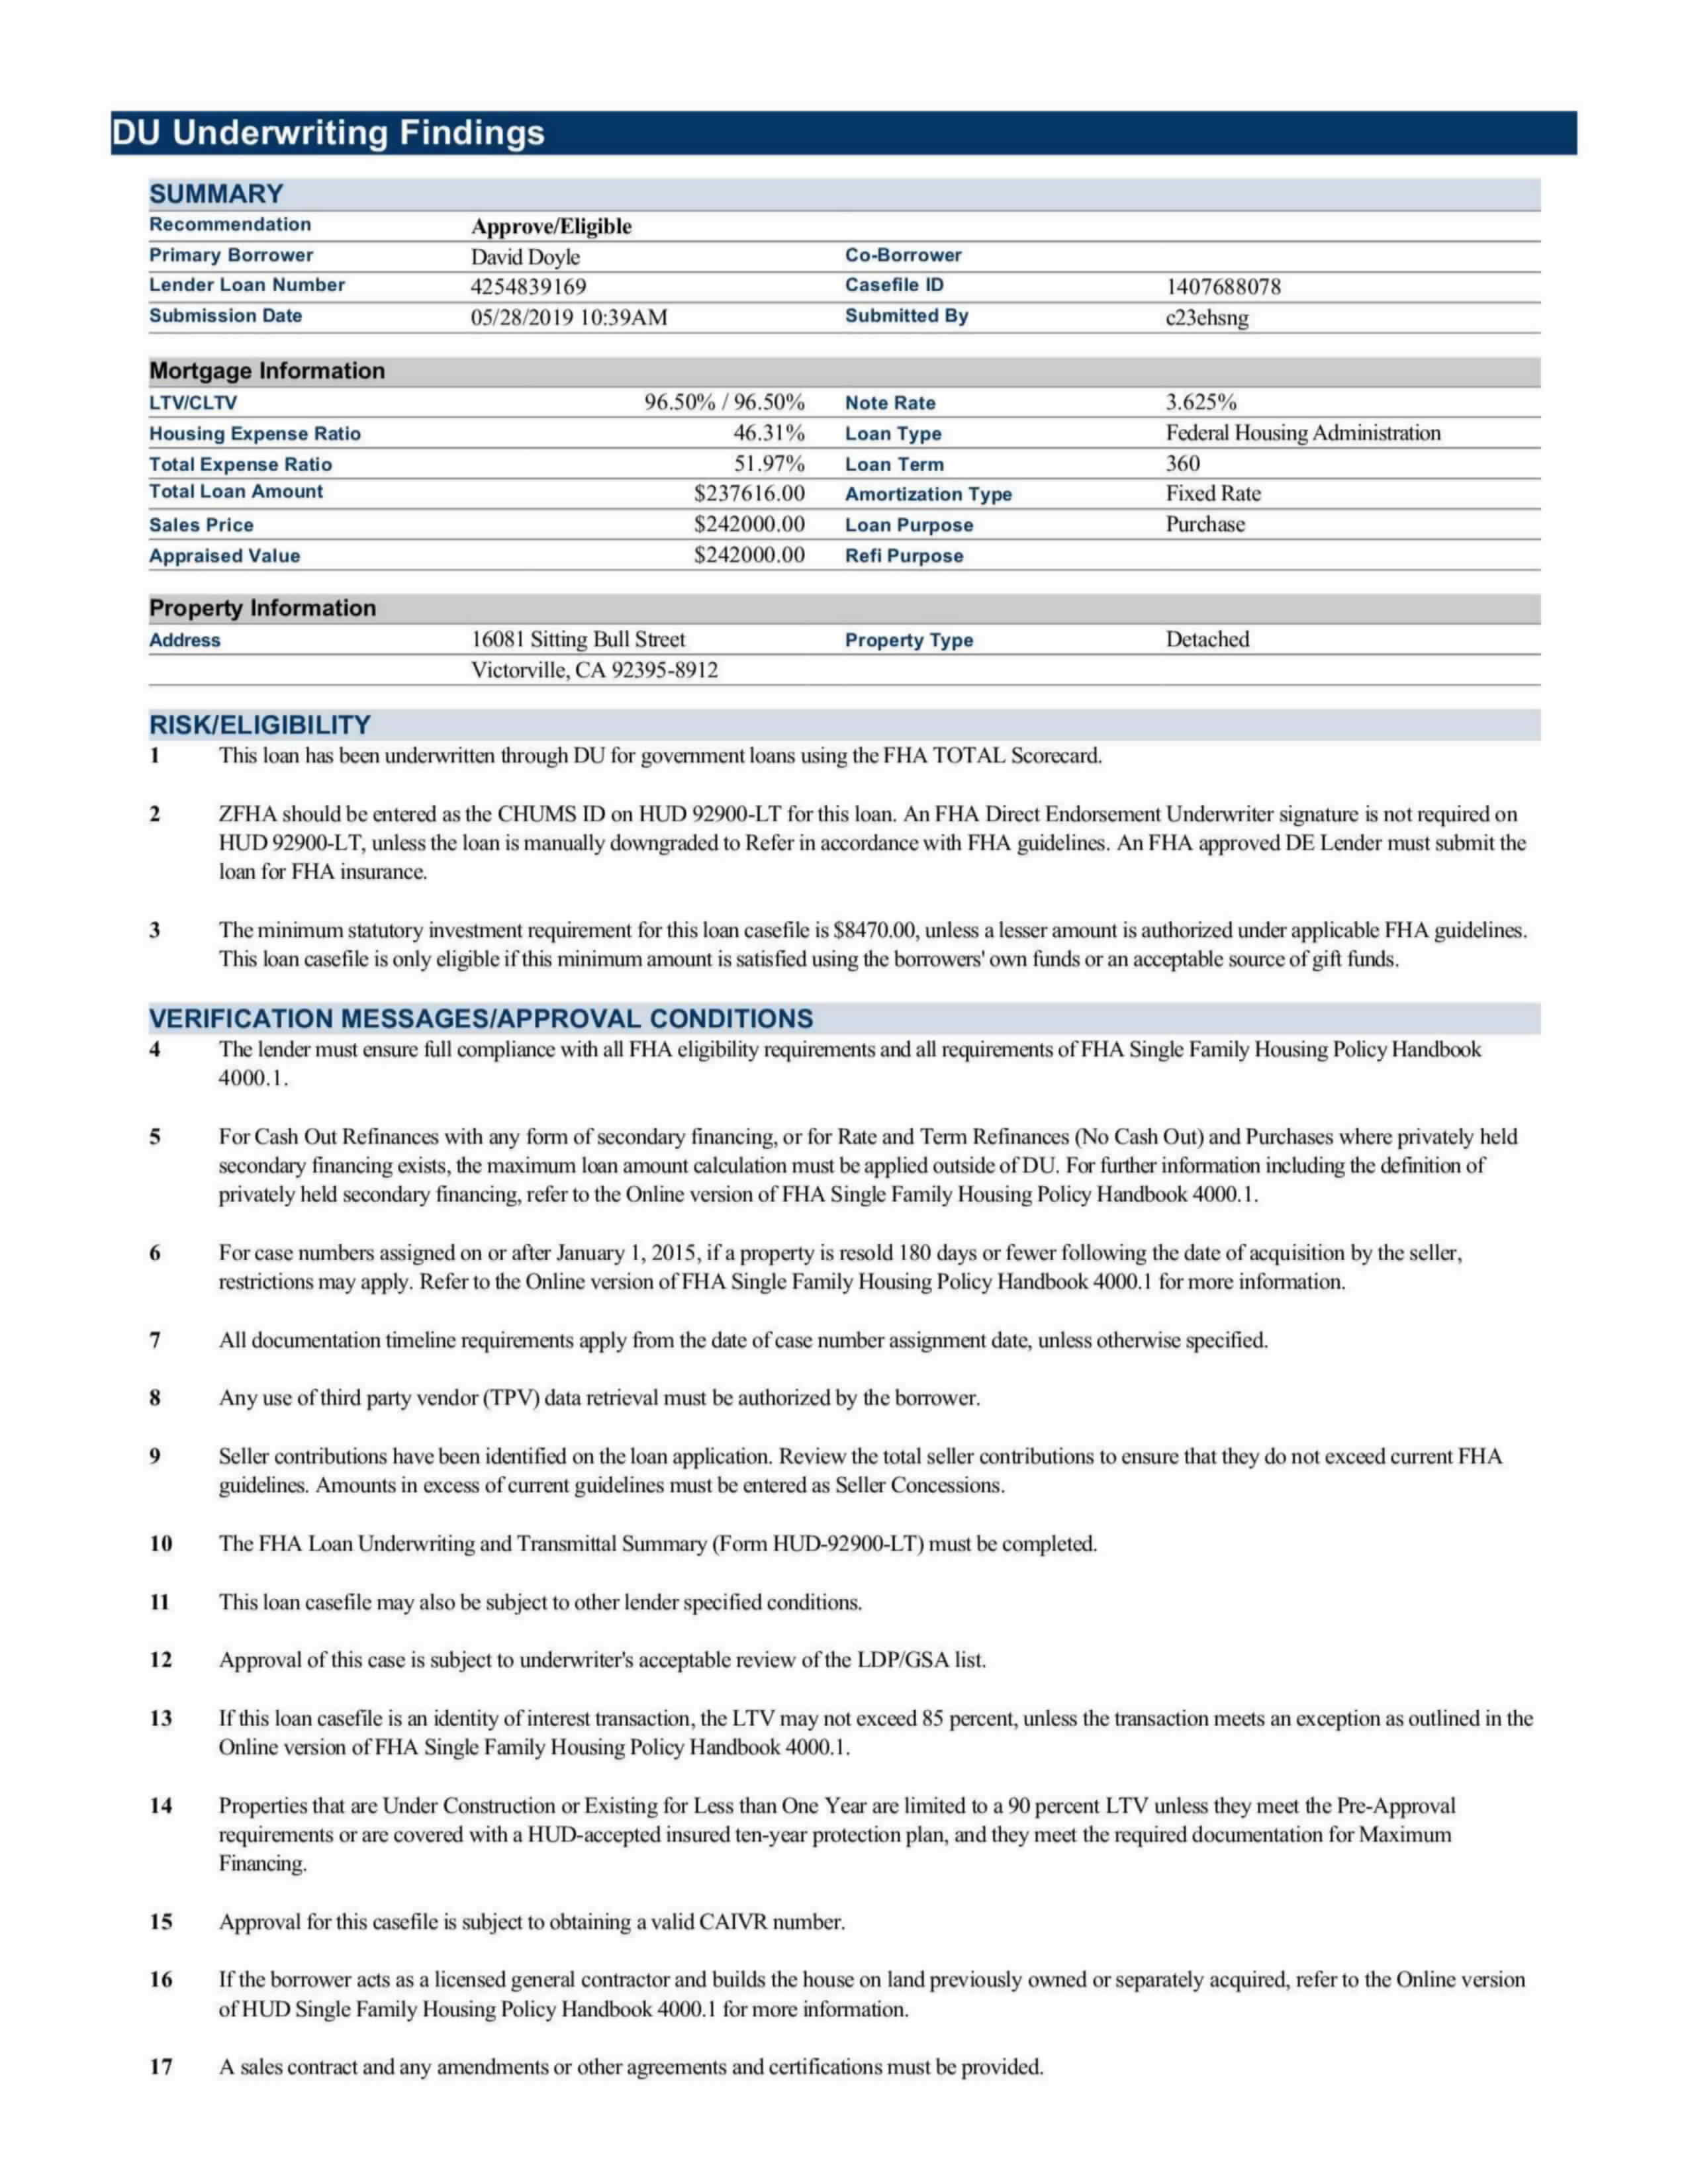 DU Underwriting Findings
SUMMARY
Recommendation Approve/Eligible
Primary Borrower David Doyle Co-Borrower
Lender Loan Number 4254839169 Casefile ID 1407688078
Submission Date 05/28/2019 10:39AM Submitted By c23ehsng
Mortgage Information
LTV/CLTV 96.50% / 96.50% Note Rate 3.625%
Housing Expense Ratio 46.31% Loan Type Federal Housing Administration
Total Expense Ratio 51.97% Loan Term 360
Total Loan Amount $237616.00 Amortization Type Fixed Rate
Sales Price $242000.00 Loan Purpose Purchase
Appraised Value $242000.00 Refi Purpose
Property Information
Address 16081 Sitting Bull Street Property Type Detached
Victorville, CA 92395-8912
RISK/ELIGIBILITY
1 This loan has been underwritten through DU for government loans using the FHA TOTAL Scorecard.
2 ZFHA should be entered as the CHUMS ID on HUD 92900-LT for this loan. An FHA Direct Endorsement Underwriter signature is not required on
HUD 92900-LT, unless the loan is manually downgraded to Refer in accordance with FHA guidelines. An FHA approved DE Lender must submit the
loan for FHA insurance.
3 The minimum statutory investment requirement for this loan casefile is $8470.00, unless a lesser amount is authorized under applicable FHA guidelines.
This loan casefile is only eligible if this minimum amount is satisfied using the borrowers' own funds or an acceptable source of gift funds.
VERIFICATION MESSAGES/APPROVAL CONDITIONS
4 The lender must ensure full compliance with all FHA eligibility requirements and all requirements of FHA Single Family Housing Policy Handbook
4000.1.
5 For Cash Out Refinances with any form of secondary financing, or for Rate and Term Refinances (No Cash Out) and Purchases where privately held
secondary financing exists, the maximum loan amount calculation must be applied outside of DU. For further information including the definition of
privately held secondary financing, refer to the Online version of FHA Single Family Housing Policy Handbook 4000.1.
6 For case numbers assigned on or after January 1, 2015, if a property is resold 180 days or fewer following the date of acquisition by the seller,
restrictions may apply. Refer to the Online version of FHA Single Family Housing Policy Handbook 4000.1 for more information.
7 All documentation timeline requirements apply from the date of case number assignment date, unless otherwise specified.
8 Any use of third party vendor (TPV) data retrieval must be authorized by the borrower.
9 Seller contributions have been identified on the loan application. Review the total seller contributions to ensure that they do not exceed current FHA
guidelines. Amounts in excess of current guidelines must be entered as Seller Concessions.
10 The FHA Loan Underwriting and Transmittal Summary (Form HUD-92900-LT) must be completed.
11 This loan casefile may also be subject to other lender specified conditions.
12 Approval of this case is subject to underwriter's acceptable review of the LDP/GSA list.
13 If this loan casefile is an identity of interest transaction, the LTV may not exceed 85 percent, unless the transaction meets an exception as outlined in the
Online version of FHA Single Family Housing Policy Handbook 4000.1.
14 Properties that are Under Construction or Existing for Less than One Year are limited to a 90 percent LTV unless they meet the Pre-Approval
requirements or are covered with a HUD-accepted insured ten-year protection plan, and they meet the required documentation for Maximum
Financing.
15 Approval for this casefile is subject to obtaining a valid CAIVR number.
16 If the borrower acts as a licensed general contractor and builds the house on land previously owned or separately acquired, refer to the Online version
of HUD Single Family Housing Policy Handbook 4000.1 for more information.
17 A sales contract and any amendments or other agreements and certifications must be provided.